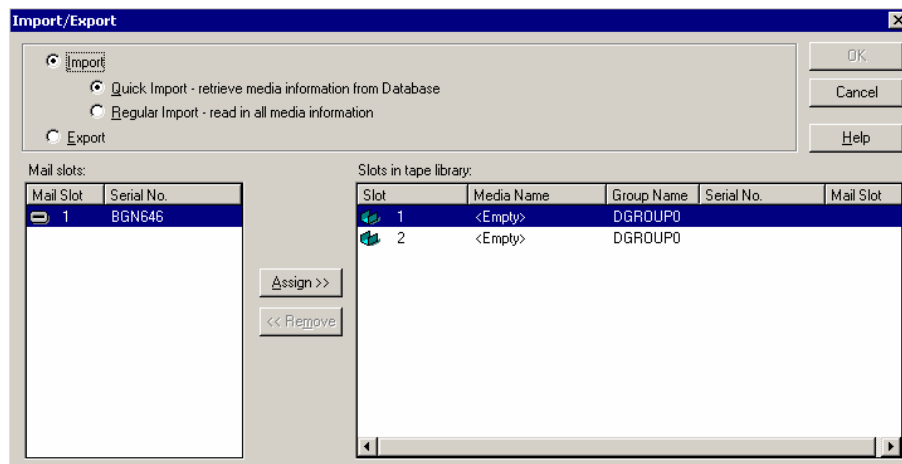 Import/Export
Import
Quick Import - retrieve media information from Database
Regular Import - read in all media information
Export
OK
Cancel
Help
Mail slots:
Mail Slot Serial No.
1 BGN646
Assign >>
<< Remove
Slots in tape library:
Slot Media Name Group Name Serial No. Mail Slot
1 <Empty> DGROUP0
2 <Empty> DGROUP0